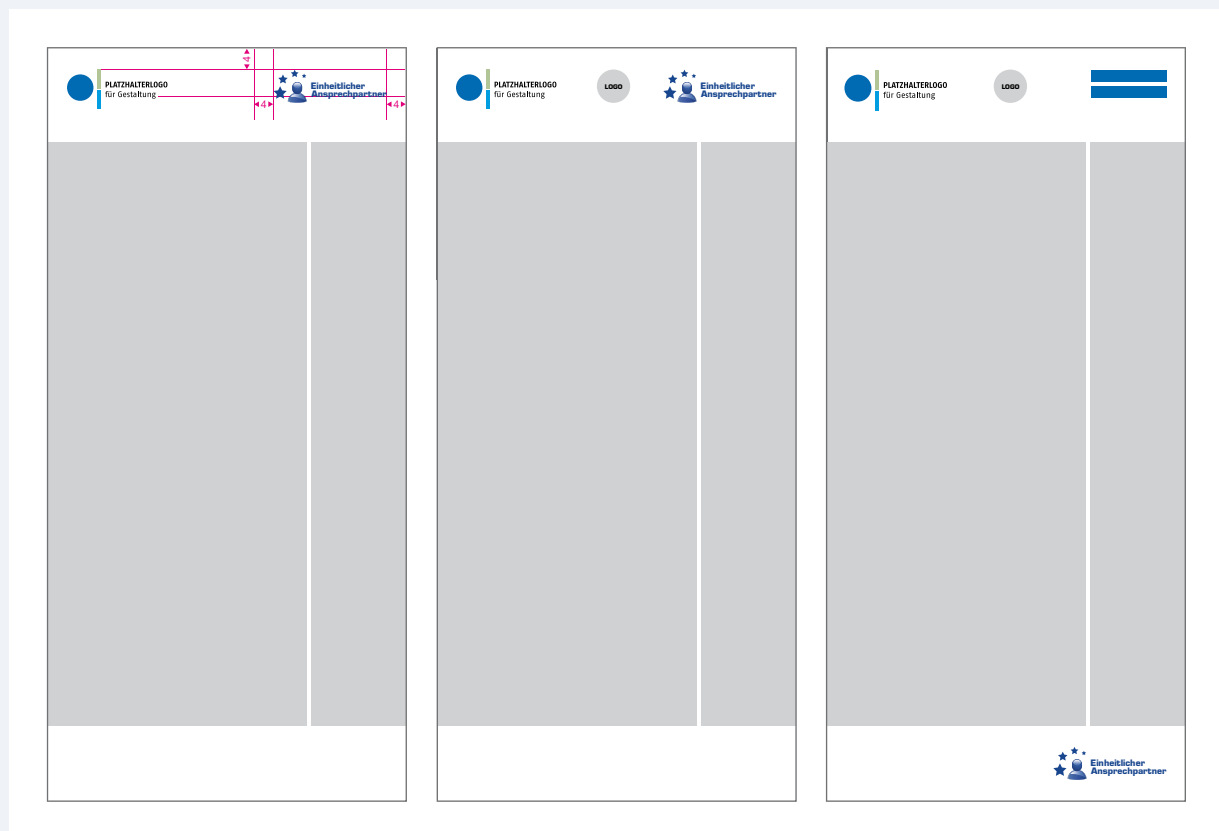 4
PLATZHALTERLOGO
für Gestaltung
Einheitlicher
Ansprechpartner
4
4
PLATZHALTERLOGO
für Gestaltung
LOGO
Einheitlicher
Ansprechpartner
PLATZHALTERLOGO
für Gestaltung
LOGO
Einheitlicher
Ansprechpartner